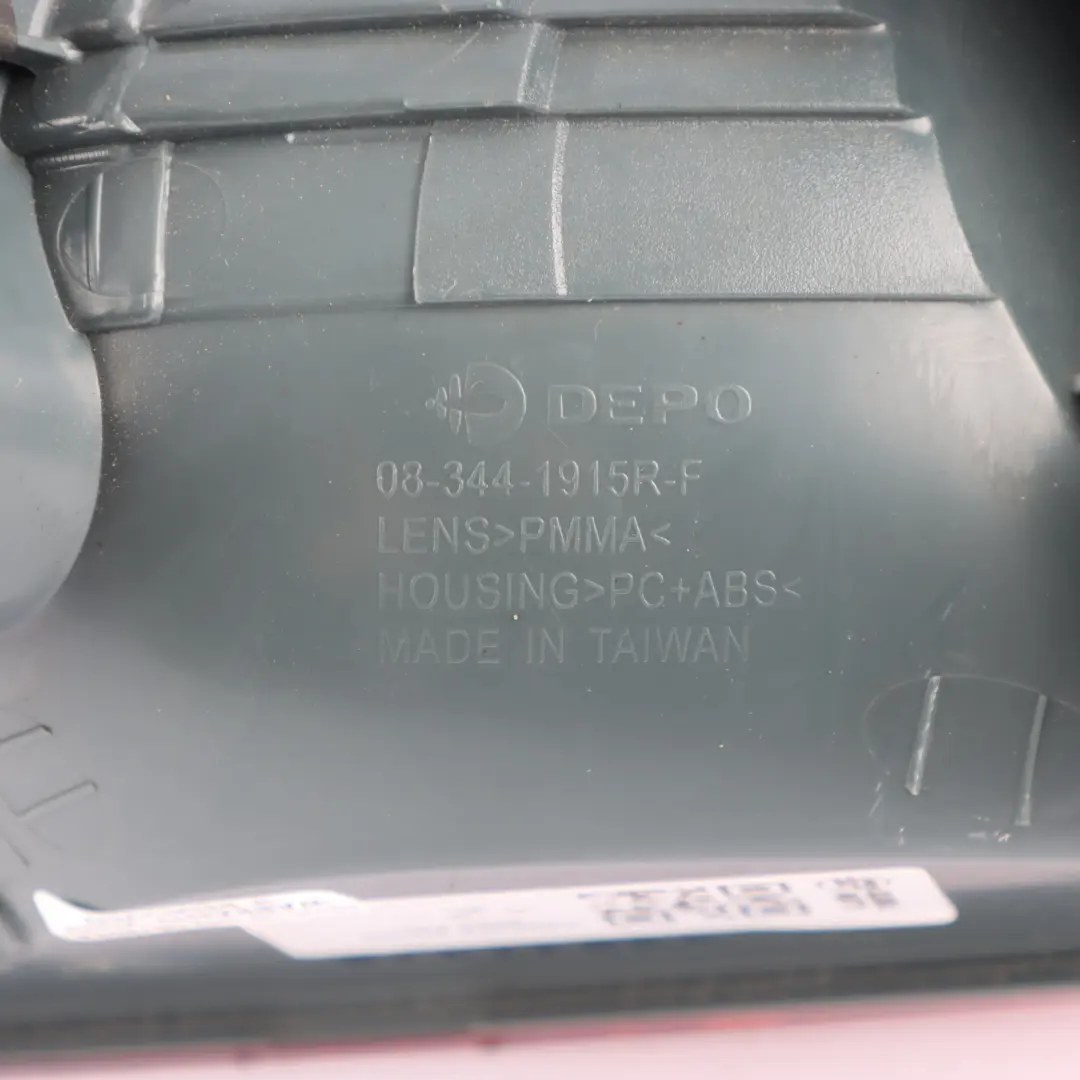 DEPO
08-344-1915R-F
LENS>PMMA<
HOUSING>PC+ABS<
MADE IN TAIWAN